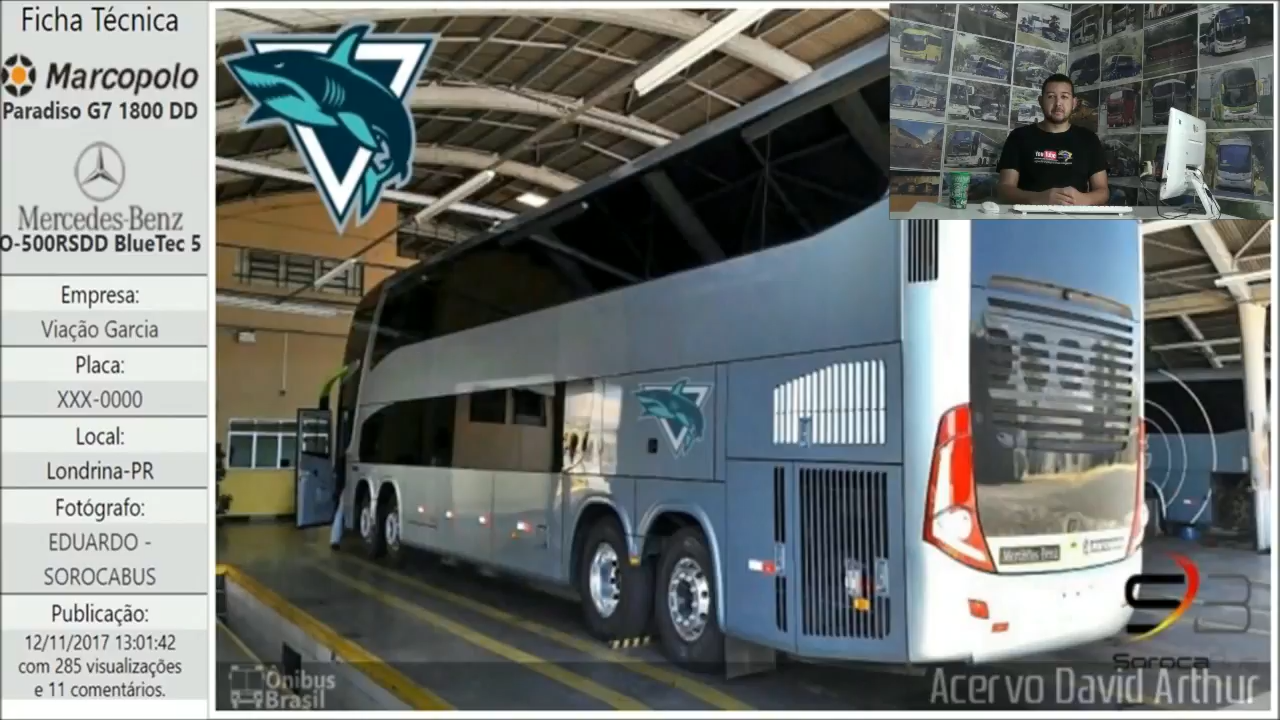 Ficha Técnica
Marcopolo
Paradiso G7 1800 DD
Mercedes-Benz
O-500RSDD BlueTec 5
Empresa:
Viação Garcia
Placa:
XXX-0000
Local:
Londrina-PR
Fotógrafo:
EDUARDO -
SOROCABUS
Publicação:
12/11/2017 13:01:42
com 285 visualizações
e 11 comentários.
YouTube
Mercedes Benz
SB
Soroca
Ônibus
Brasil
Acervo David Arthur